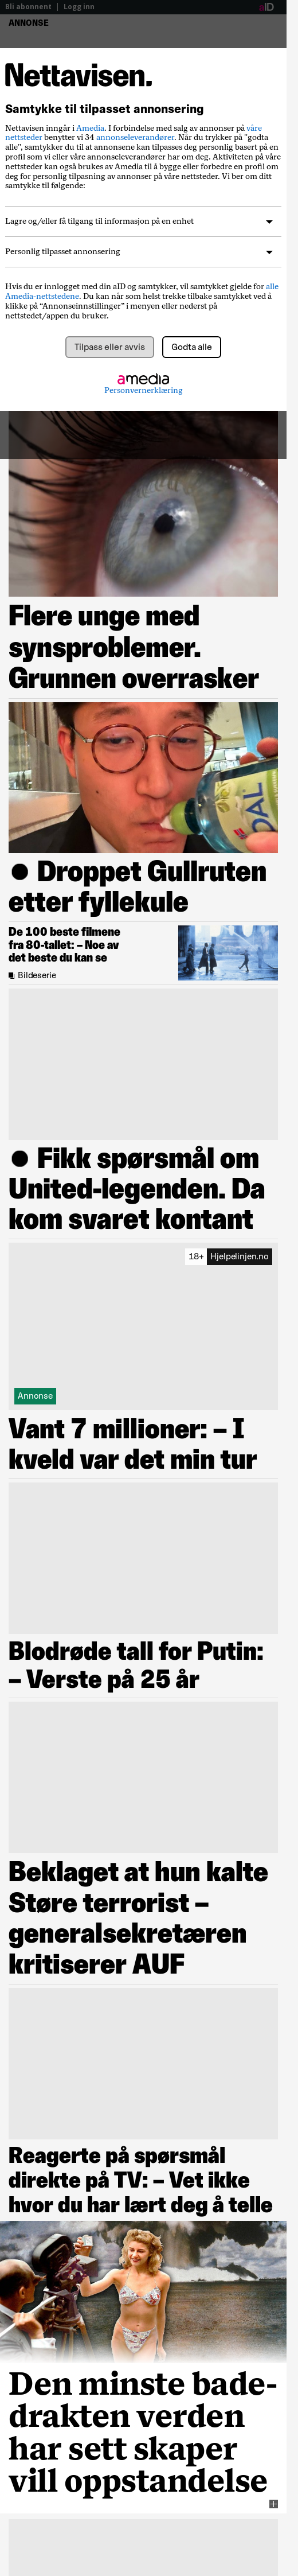 Bli abonnent
Logg inn
aID
ANNONSE
Nettavisen.
Samtykke til tilpasset annonsering
Nettavisen inngår i Amedia. I forbindelse med salg av annonser på våre
nettsteder benytter vi 34 annonseleverandører. Når du trykker på "godta
alle", samtykker du til at vi viser annonser tilpasset deg personlig basert på en
profil som vi eller våre annonseleverandører har om deg. Aktiviteten på våre
nettsteder kan også brukes av Amedia til å bygge eller forbedre en profil om
deg for personlig tilpasning av annonser på våre nettsteder. Vi ber om ditt
samtykke til følgende:
Lagre og/eller få tilgang til informasjon på en enhet
Personlig tilpasset annonsering
Hvis du er innlogget med din aID og samtykker, vil samtykket gjelde for alle
Amedia-nettstedene. Du kan når som helst trekke tilbake samtykket ved å
klikke på “Annonseinnstillinger” i menyen eller nederst på
nettstedet/appen du bruker.
Tilpass eller avvis
Godta alle
amedia
Personvernerklæring
Flere unge med
synsproblemer.
Grunnen overrasker
● Droppet Gullruten
etter fyllekule
De 100 beste filmene
fra 80-tallet: – Noe av
det beste du kan se
Bildeserie
● Fikk spørsmål om
United-legenden. Da
kom svaret kontant
18+ Hjelpelinjen.no
Annonse
Vant 7 millioner: – I
kveld var det min tur
Blodrøde tall for Putin:
– Verste på 25 år
Beklaget at hun kalte
Støre terrorist –
generalsekretæren
kritiserer AUF
Reagerte på spørsmål
direkte på TV: – Vet ikke
hvor du har lært deg å telle
Den minste bade-
drakten verden
har sett skaper
vill oppstandelse